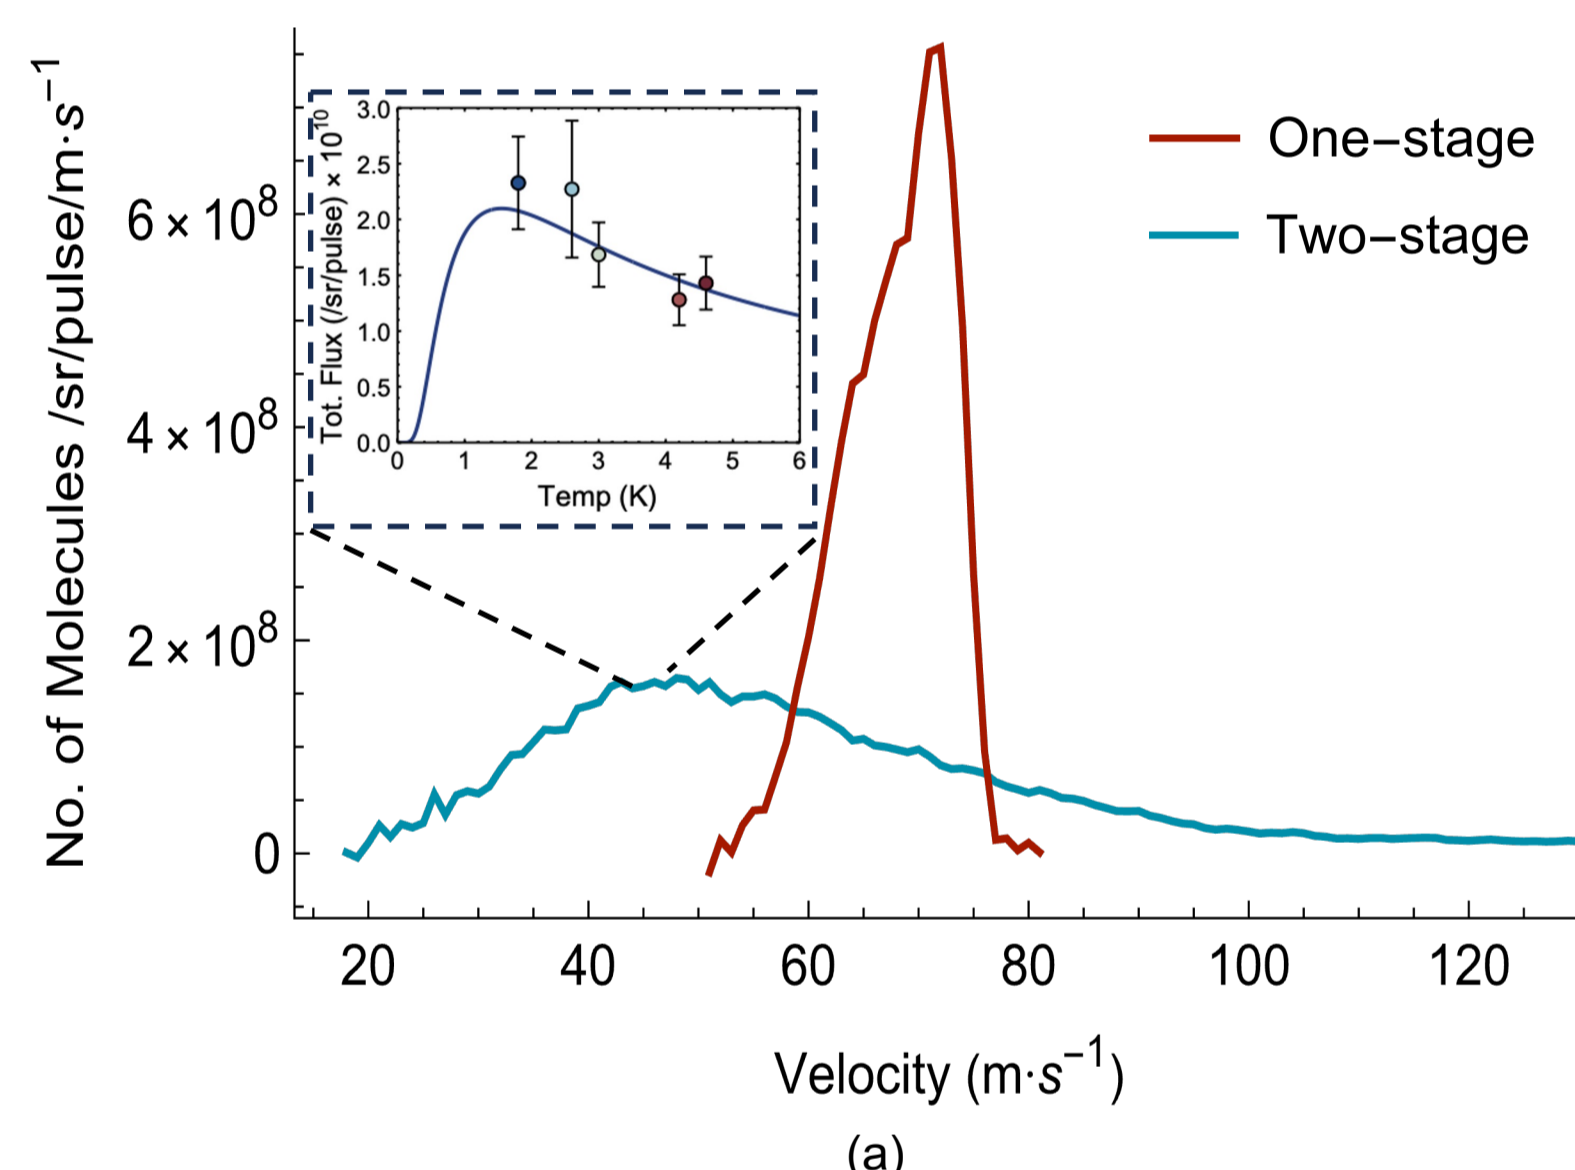 No. of Molecules /sr/pulse/m·s⁻¹
6 × 10⁸
4 × 10⁸
2 × 10⁸
0
Tot. Flux (/sr/pulse) × 10¹⁰
3.0
2.5
2.0
1.5
1.0
0.5
0.0
0 1 2 3 4 5 6
Temp (K)
One−stage
Two−stage
20 40 60 80 100 120
Velocity (m·s⁻¹)
(a)